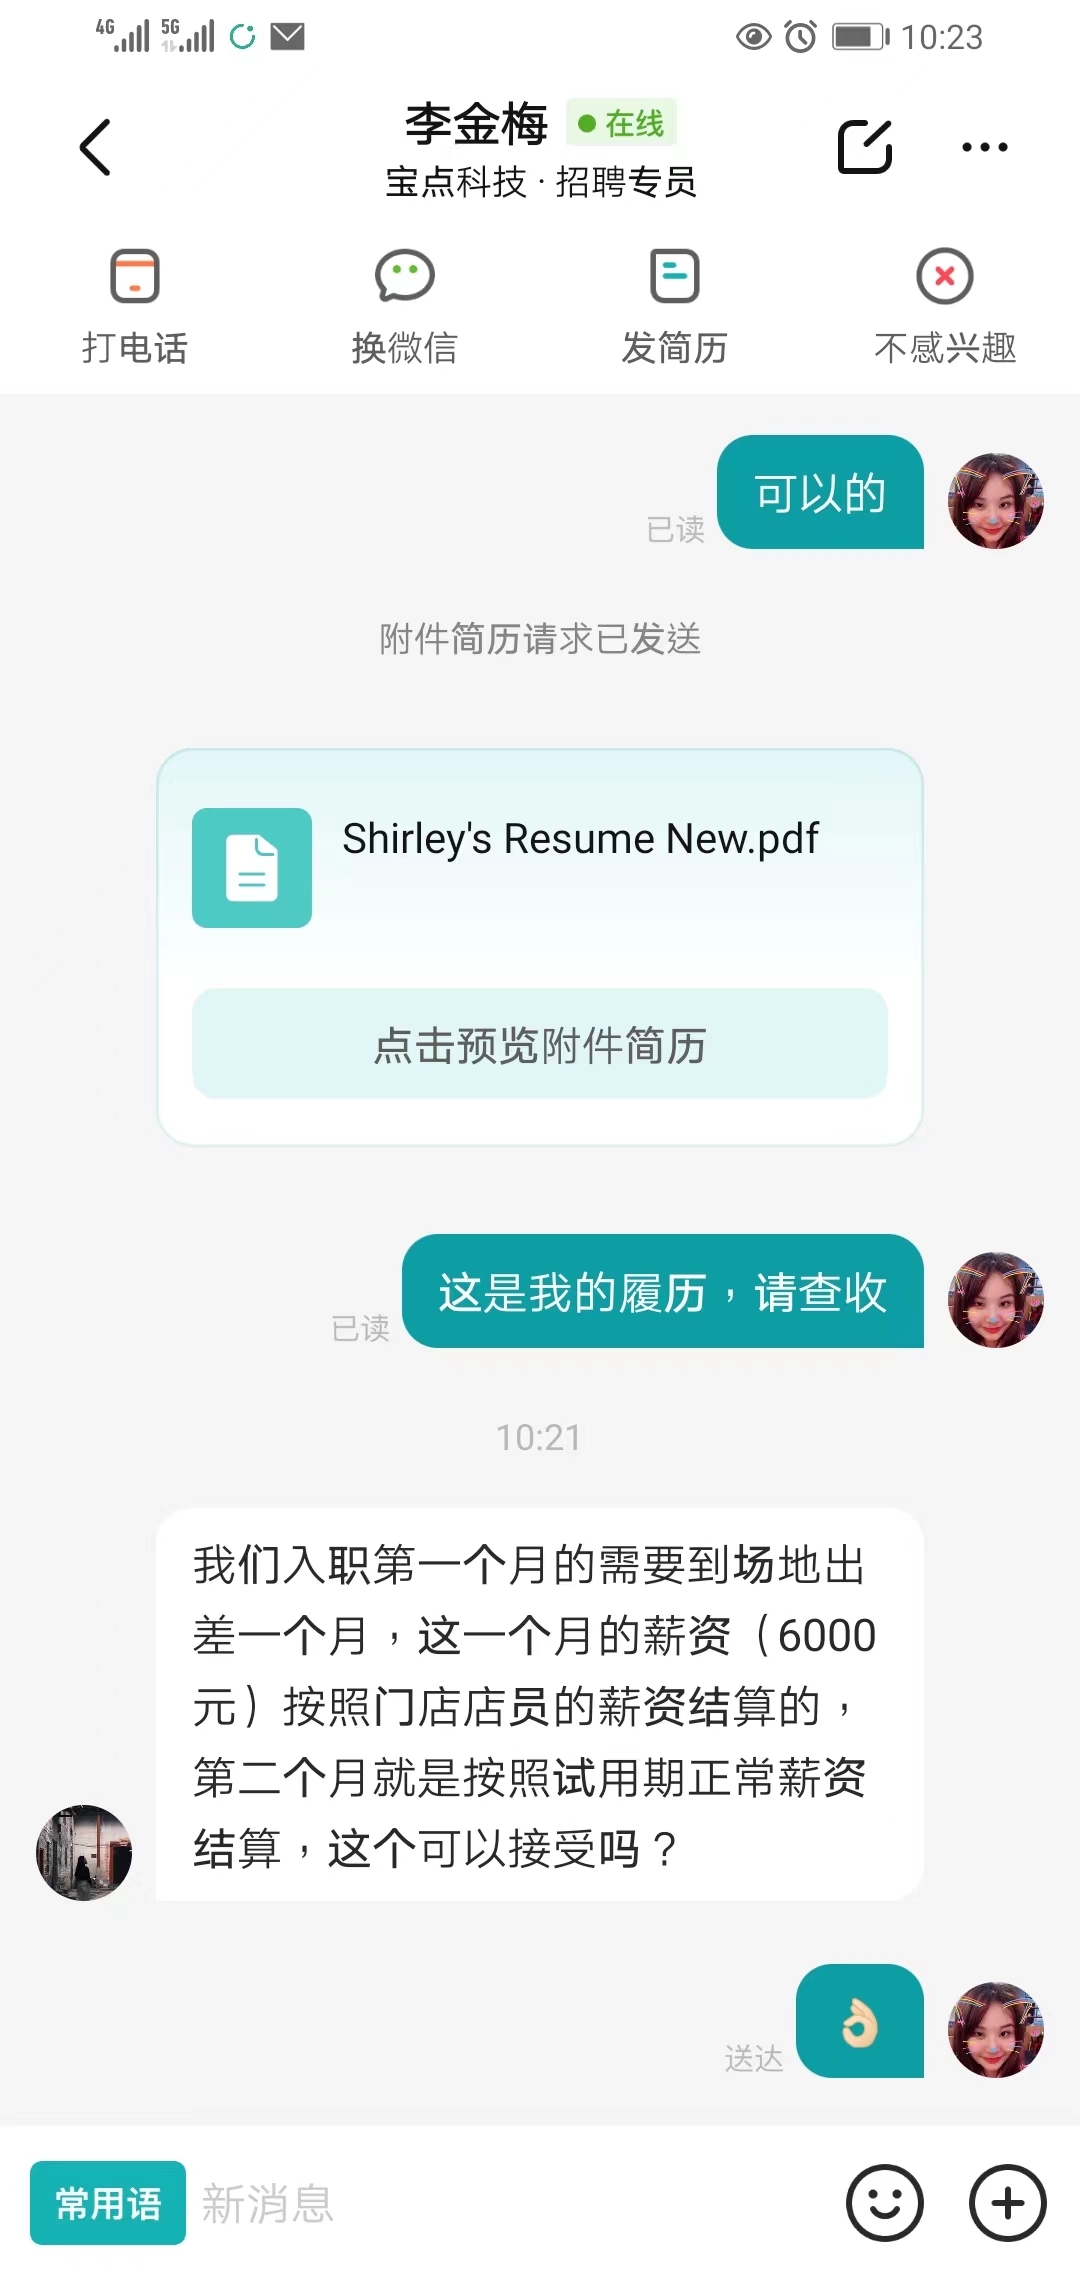 4G 5G 10:23
李金梅 在线
宝点科技 · 招聘专员
打电话 换微信 发简历 不感兴趣
可以的
已读
附件简历请求已发送
Shirley's Resume New.pdf
点击预览附件简历
这是我的履历，请查收
已读
10:21
我们入职第一个月的需要到场地出
差一个月，这一个月的薪资（6000
元）按照门店店员的薪资结算的，
第二个月就是按照试用期正常薪资
结算，这个可以接受吗？
👌🏻
送达
常用语 新消息